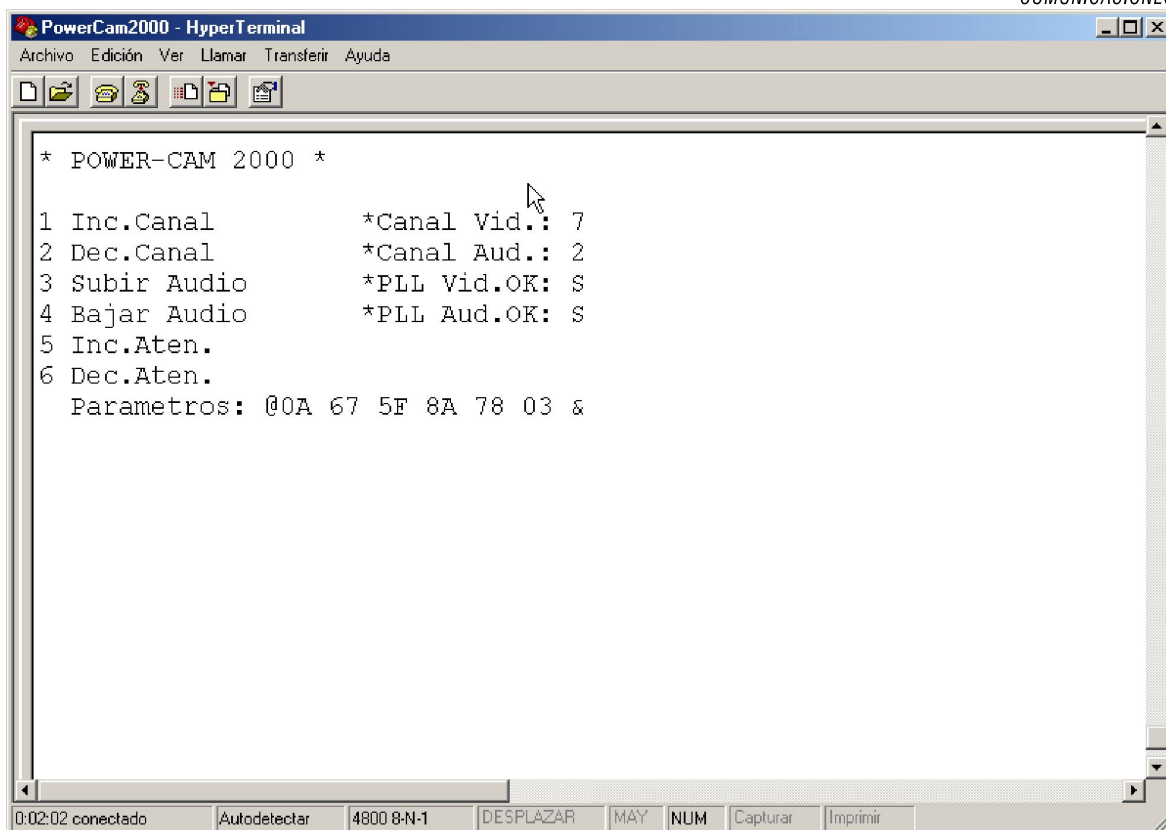 COMUNICACIONES
PowerCam2000 - HyperTerminal
Archivo Edición Ver Llamar Transferir Ayuda
* POWER-CAM 2000 *
1 Inc.Canal *Canal Vid.: 7
2 Dec.Canal *Canal Aud.: 2
3 Subir Audio *PLL Vid.OK: S
4 Bajar Audio *PLL Aud.OK: S
5 Inc.Aten.
6 Dec.Aten.
Parametros: @0A 67 5F 8A 78 03 &
0:02:02 conectado Autodetectar 4800 8-N-1 DESPLAZAR MAY NUM Capturar Imprimir